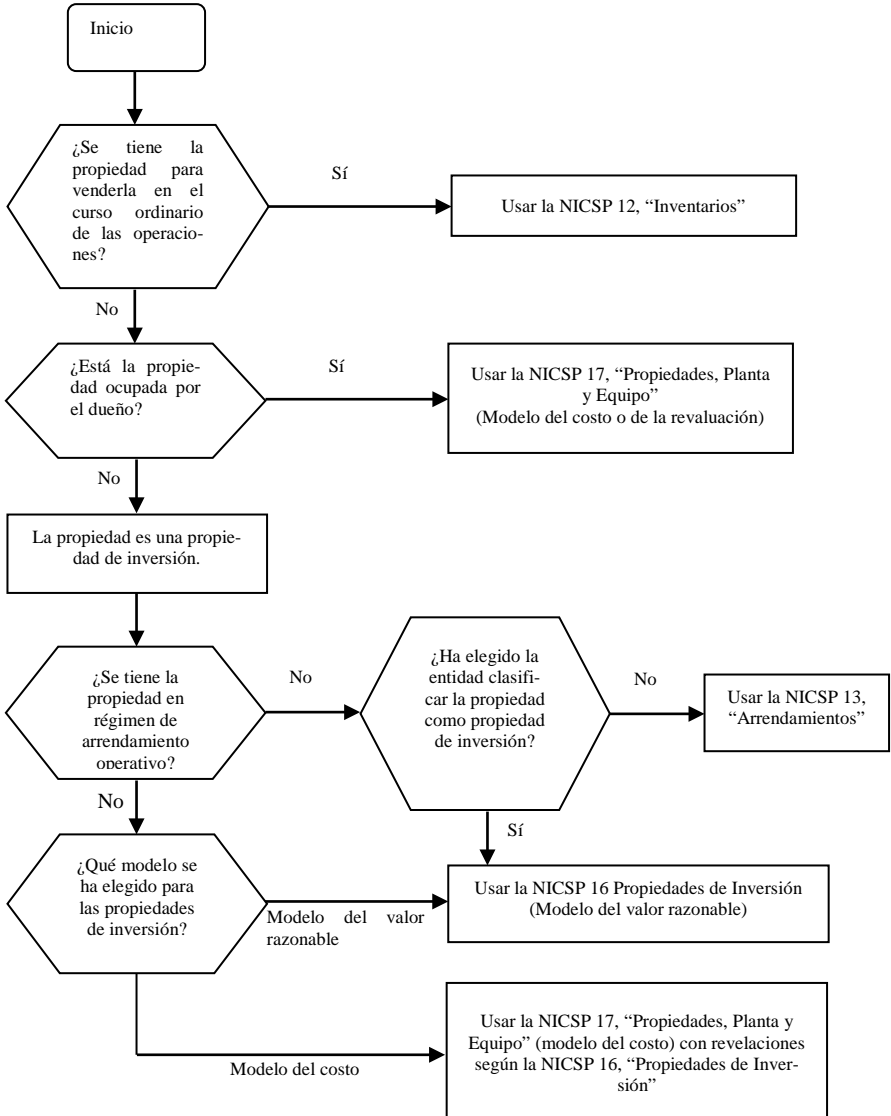 Inicio
¿Se tiene la
propiedad para
venderla en el
curso ordinario
de las operacio-
nes?
Sí
Usar la NICSP 12, “Inventarios”
No
¿Está la propie-
dad ocupada por
el dueño?
Sí
Usar la NICSP 17, “Propiedades, Planta
y Equipo”
(Modelo del costo o de la revaluación)
No
La propiedad es una propie-
dad de inversión.
¿Se tiene la
propiedad en
régimen de
arrendamiento
operativo?
No
¿Ha elegido la
entidad clasifi-
car la propiedad
como propiedad
de inversión?
No
Usar la NICSP 13,
“Arrendamientos”
No
Sí
¿Qué modelo se
ha elegido para
las propiedades
de inversión?
Modelo del valor
razonable
Usar la NICSP 16 Propiedades de Inversión
(Modelo del valor razonable)
Modelo del costo
Usar la NICSP 17, “Propiedades, Planta y
Equipo” (modelo del costo) con revelaciones
según la NICSP 16, “Propiedades de Inver-
sión”